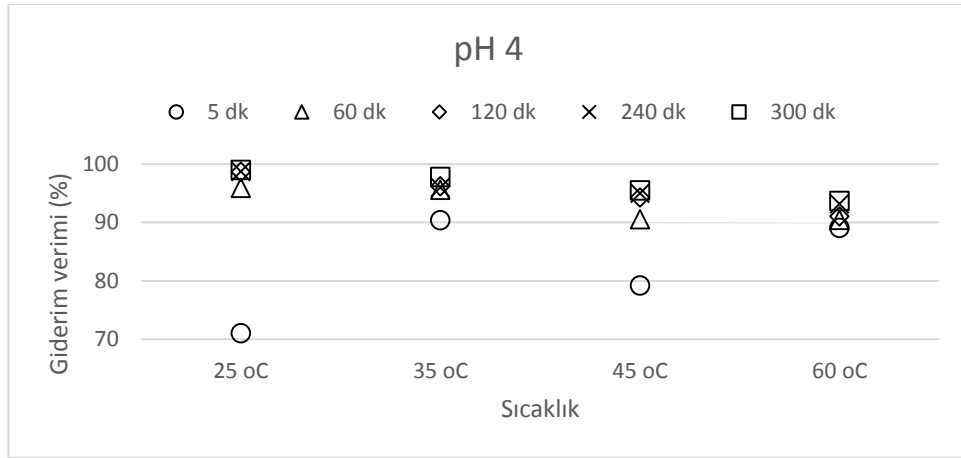 pH 4
5 dk 60 dk 120 dk 240 dk 300 dk
Giderim verimi (%)
100
90
80
70
25 oC 35 oC 45 oC 60 oC
Sıcaklık